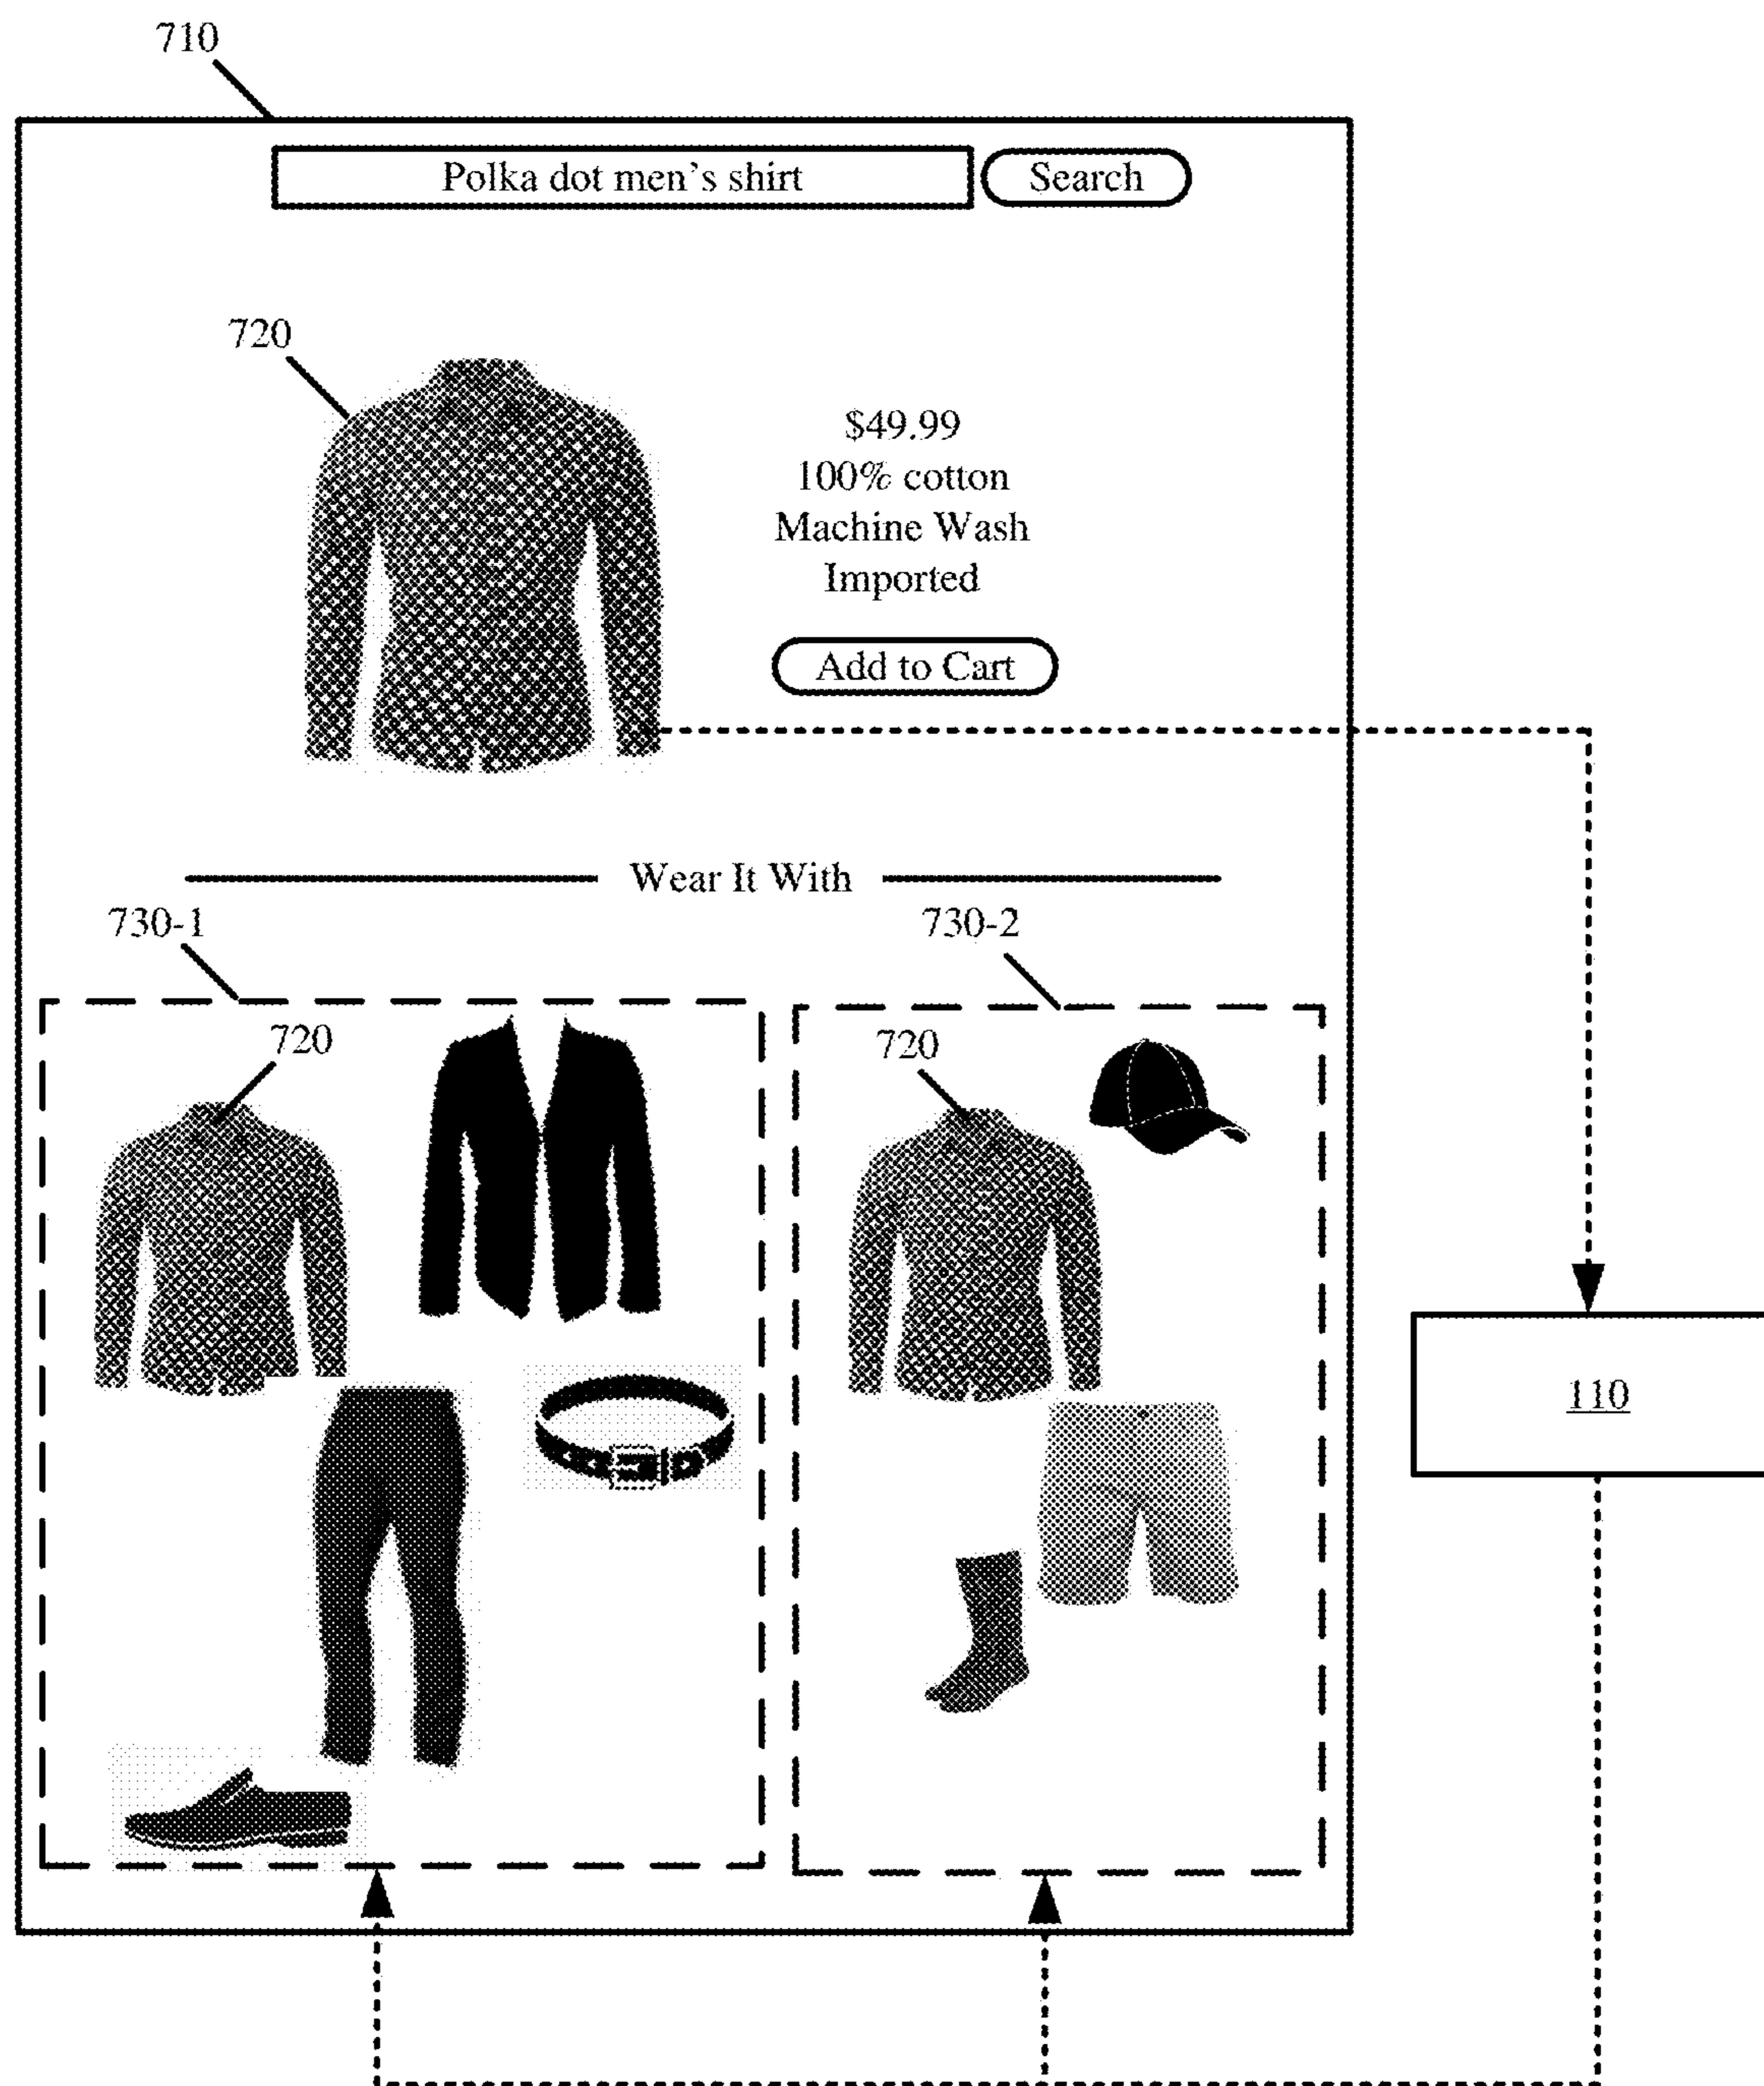 710
Polka dot men's shirt
Search
720
$49.99
100% cotton
Machine Wash
Imported
Add to Cart
Wear It With
730-1
730-2
720
720
110